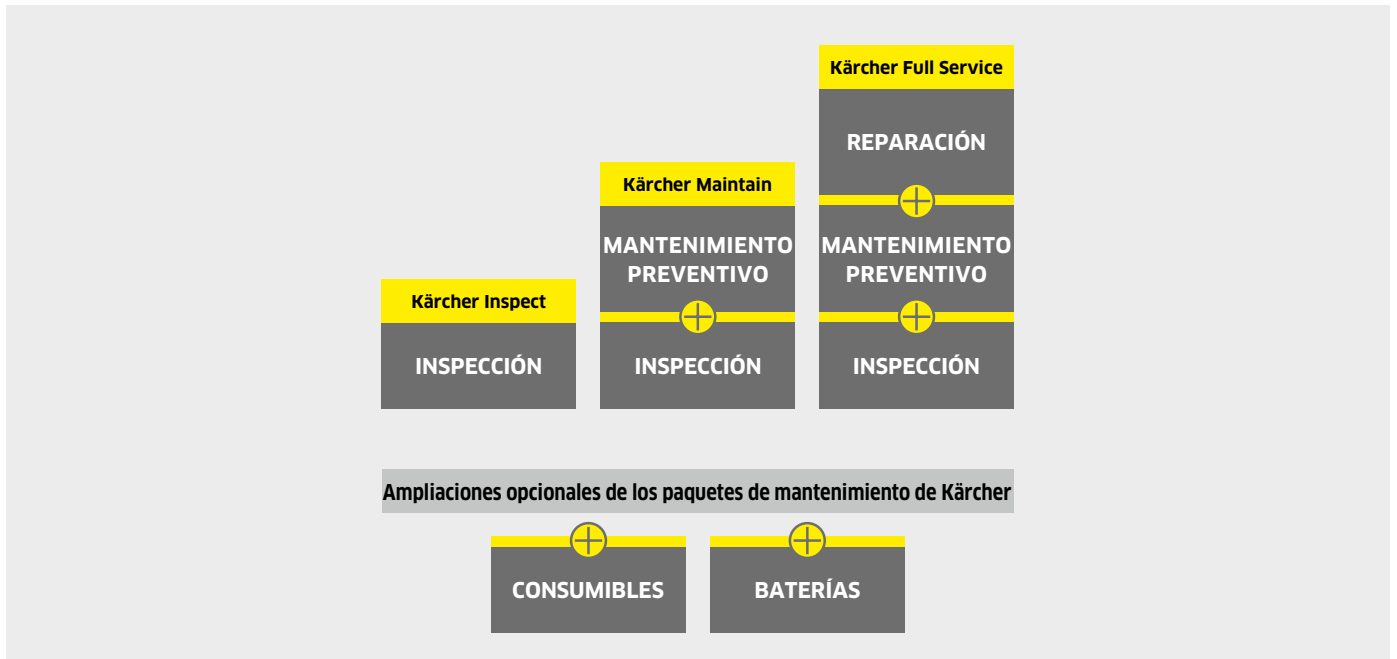 Kärcher Inspect
INSPECCIÓN
Kärcher Maintain
MANTENIMIENTO
PREVENTIVO
INSPECCIÓN
Kärcher Full Service
REPARACIÓN
MANTENIMIENTO
PREVENTIVO
INSPECCIÓN
Ampliaciones opcionales de los paquetes de mantenimiento de Kärcher
CONSUMIBLES
BATERÍAS